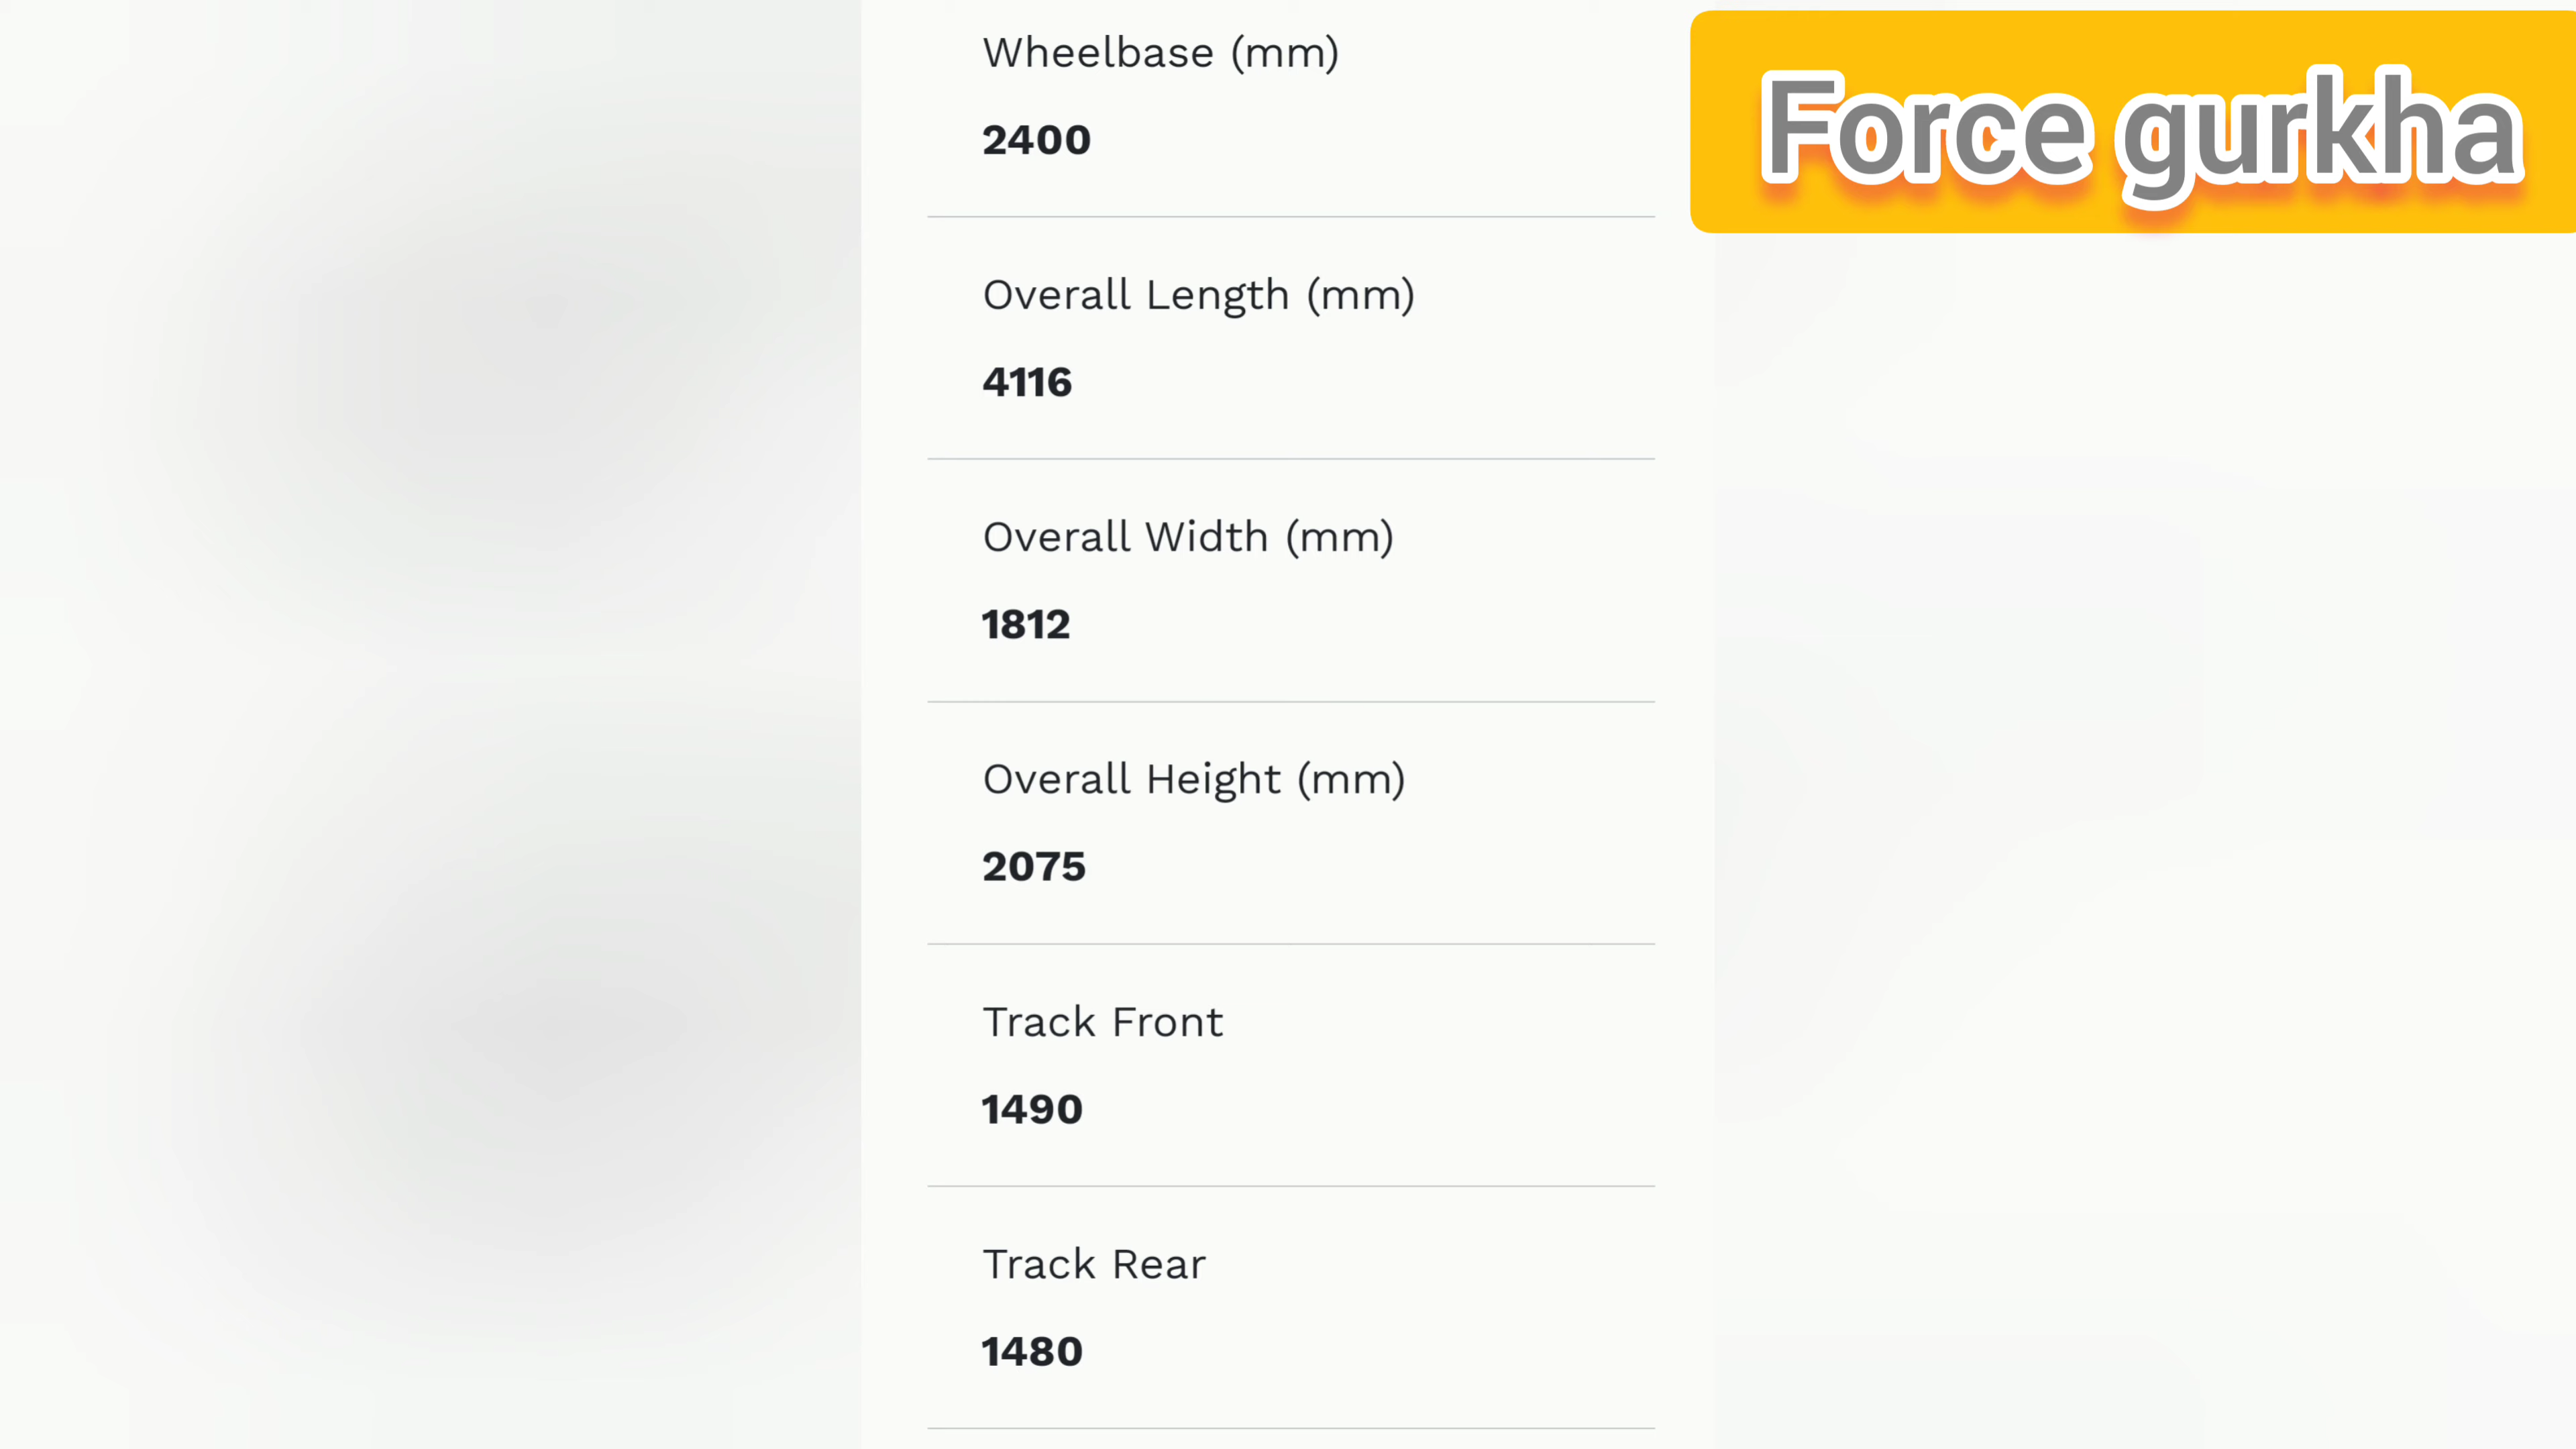 Force gurkha
Wheelbase (mm)
2400
Overall Length (mm)
4116
Overall Width (mm)
1812
Overall Height (mm)
2075
Track Front
1490
Track Rear
1480